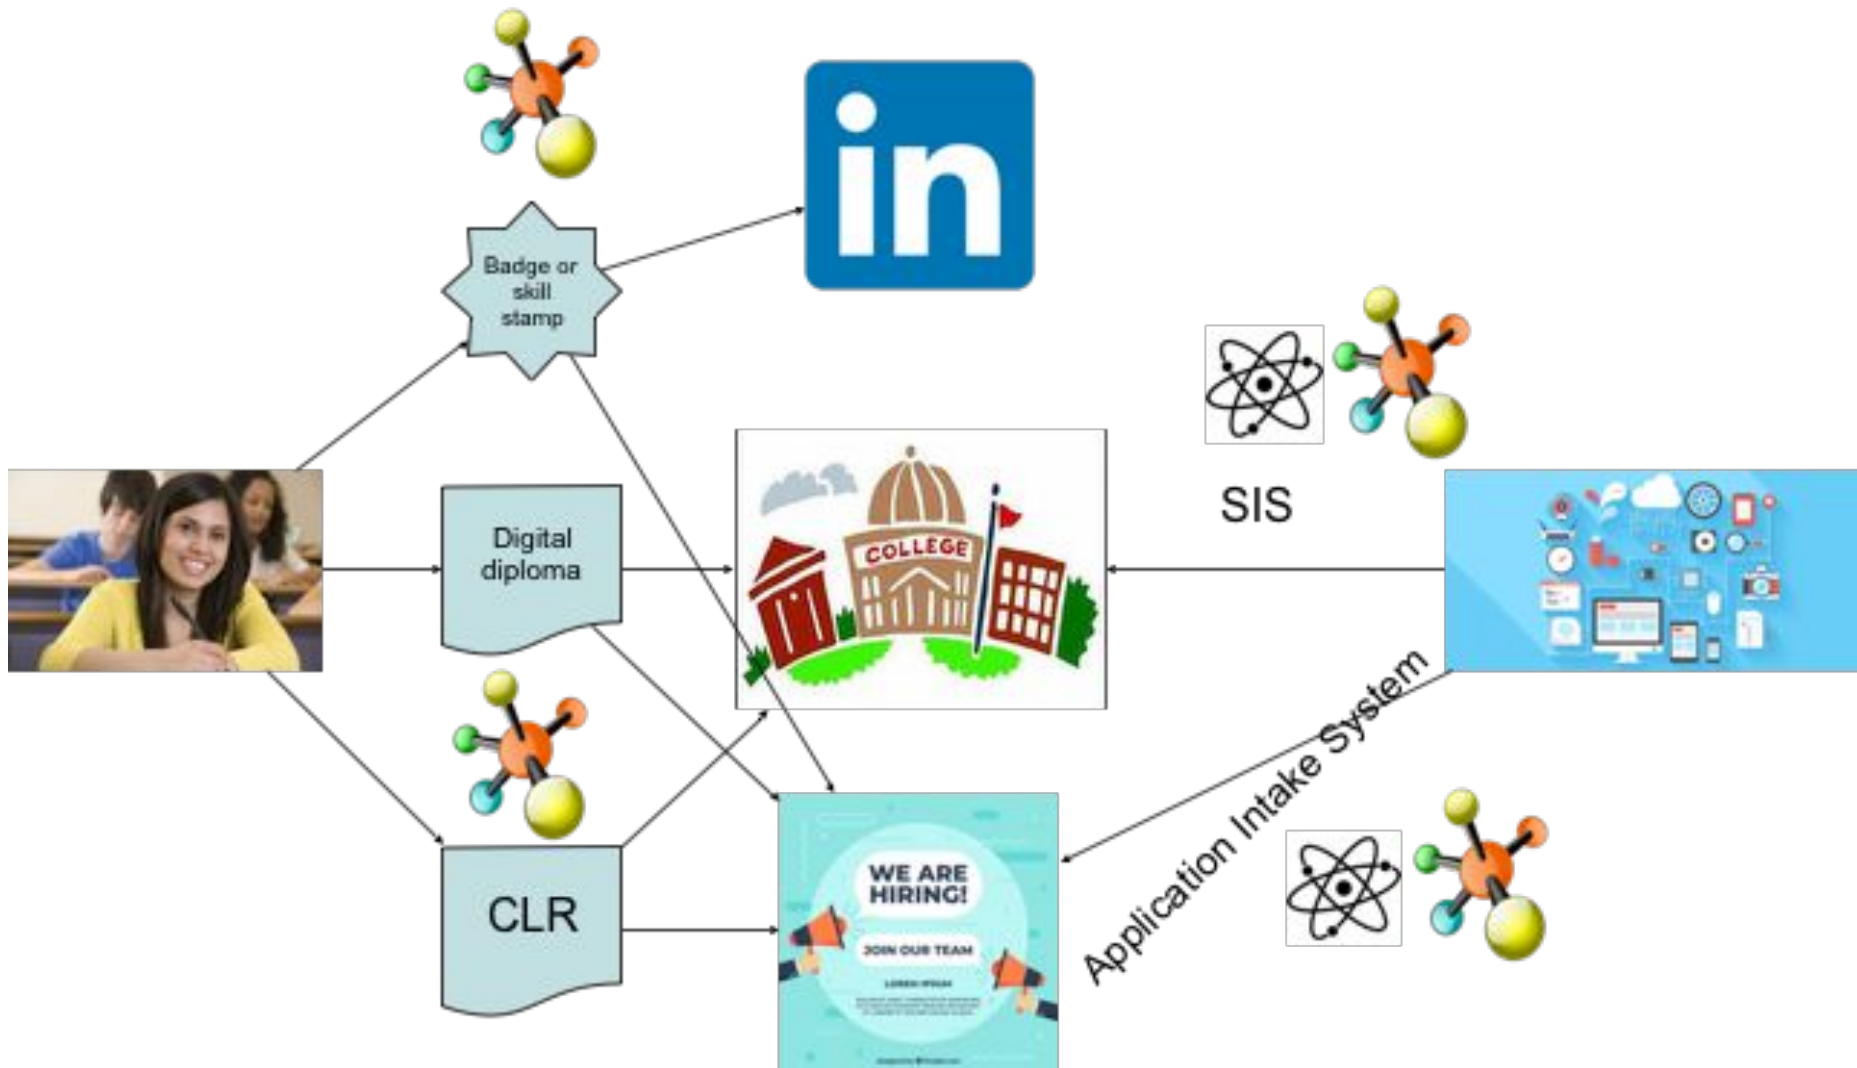 in
Badge or
skill
stamp
SIS
COLLEGE
Digital
diploma
Application Intake System
WE ARE
HIRING!
JOIN OUR TEAM
LOREM IPSUM
CLR